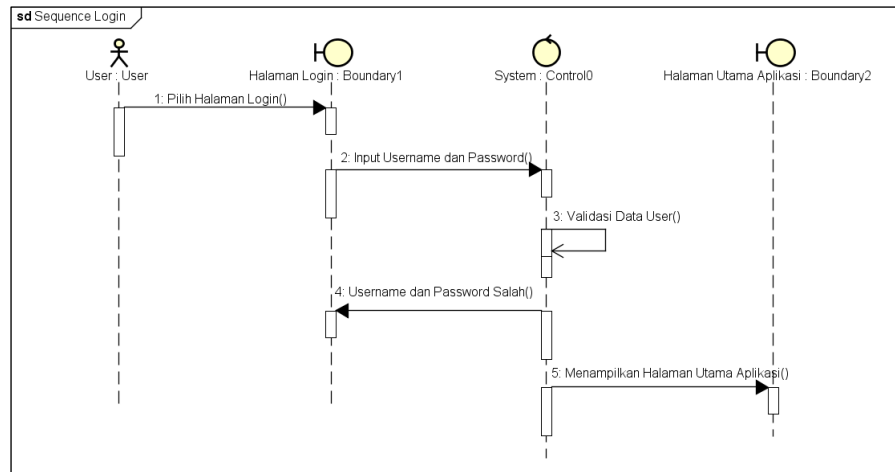 sd Sequence Login
User : User
Halaman Login : Boundary1
System : Control0
Halaman Utama Aplikasi : Boundary2
1: Pilih Halaman Login()
2: Input Username dan Password()
3: Validasi Data User()
4: Username dan Password Salah()
5: Menampilkan Halaman Utama Aplikasi()